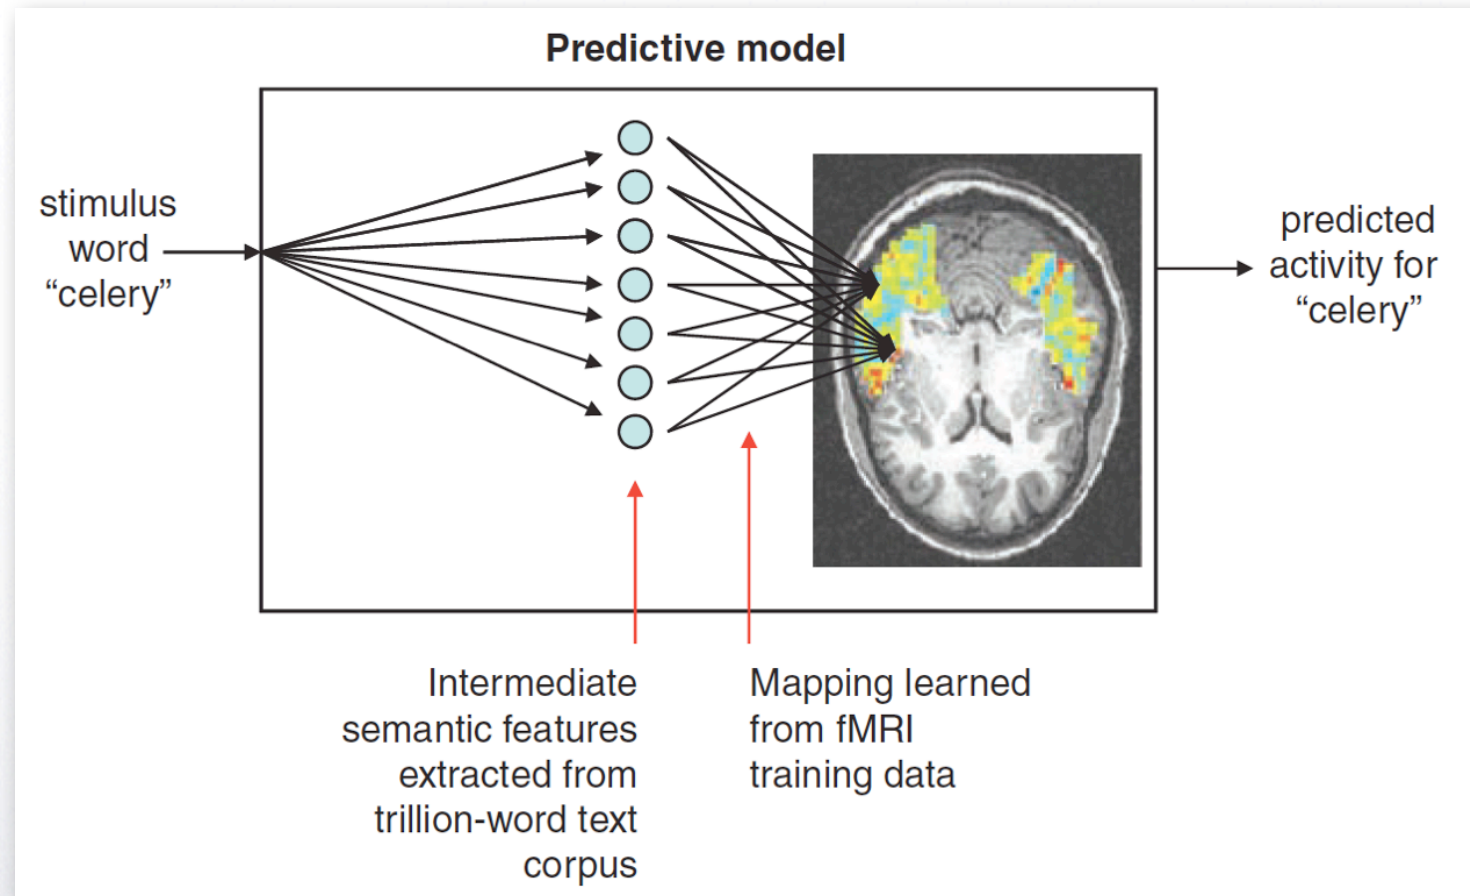 Predictive model
stimulus
word
“celery”
predicted
activity for
“celery”
Intermediate
semantic features
extracted from
trillion-word text
corpus
Mapping learned
from fMRI
training data